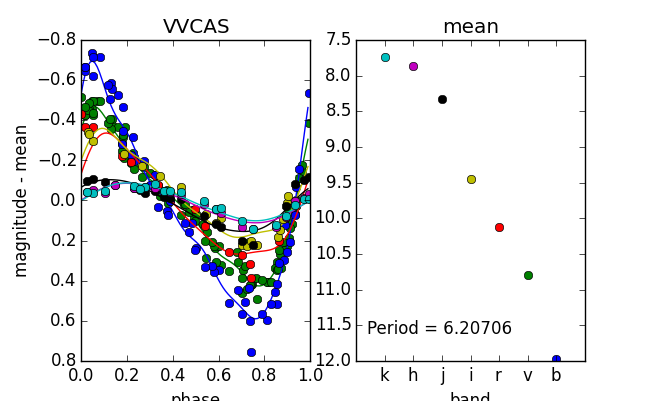 VVCAS
mean
magnitude - mean
−0.8
−0.6
−0.4
−0.2
0.0
0.2
0.4
0.6
0.8
0.0 0.2 0.4 0.6 0.8 1.0
phase
7.5
8.0
8.5
9.0
9.5
10.0
10.5
11.0
11.5
12.0
Period = 6.20706
k h j i r v b
band